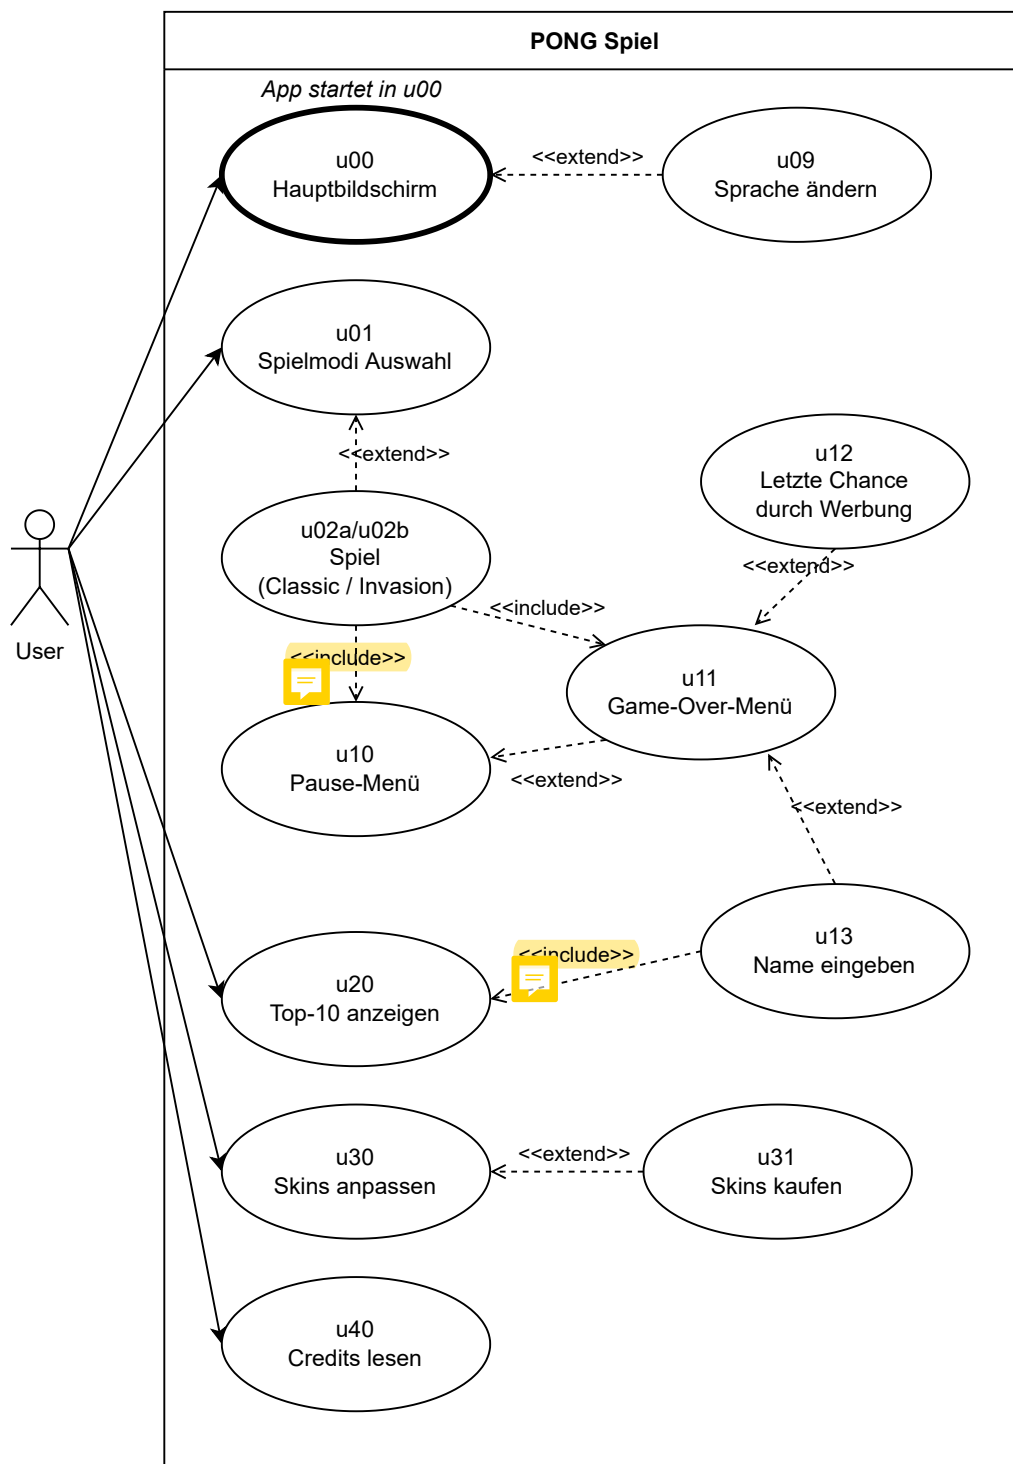 PONG Spiel
App startet in u00
u00
Hauptbildschirm
<<extend>>
u09
Sprache ändern
u01
Spielmodi Auswahl
<<extend>>
u12
Letzte Chance
durch Werbung
u02a/u02b
Spiel
(Classic / Invasion)
<<extend>>
<<include>>
User
<<include>>
u11
Game-Over-Menü
u10
Pause-Menü
<<extend>>
<<extend>>
u13
Name eingeben
<<include>>
u20
Top-10 anzeigen
u30
Skins anpassen
<<extend>>
u31
Skins kaufen
u40
Credits lesen